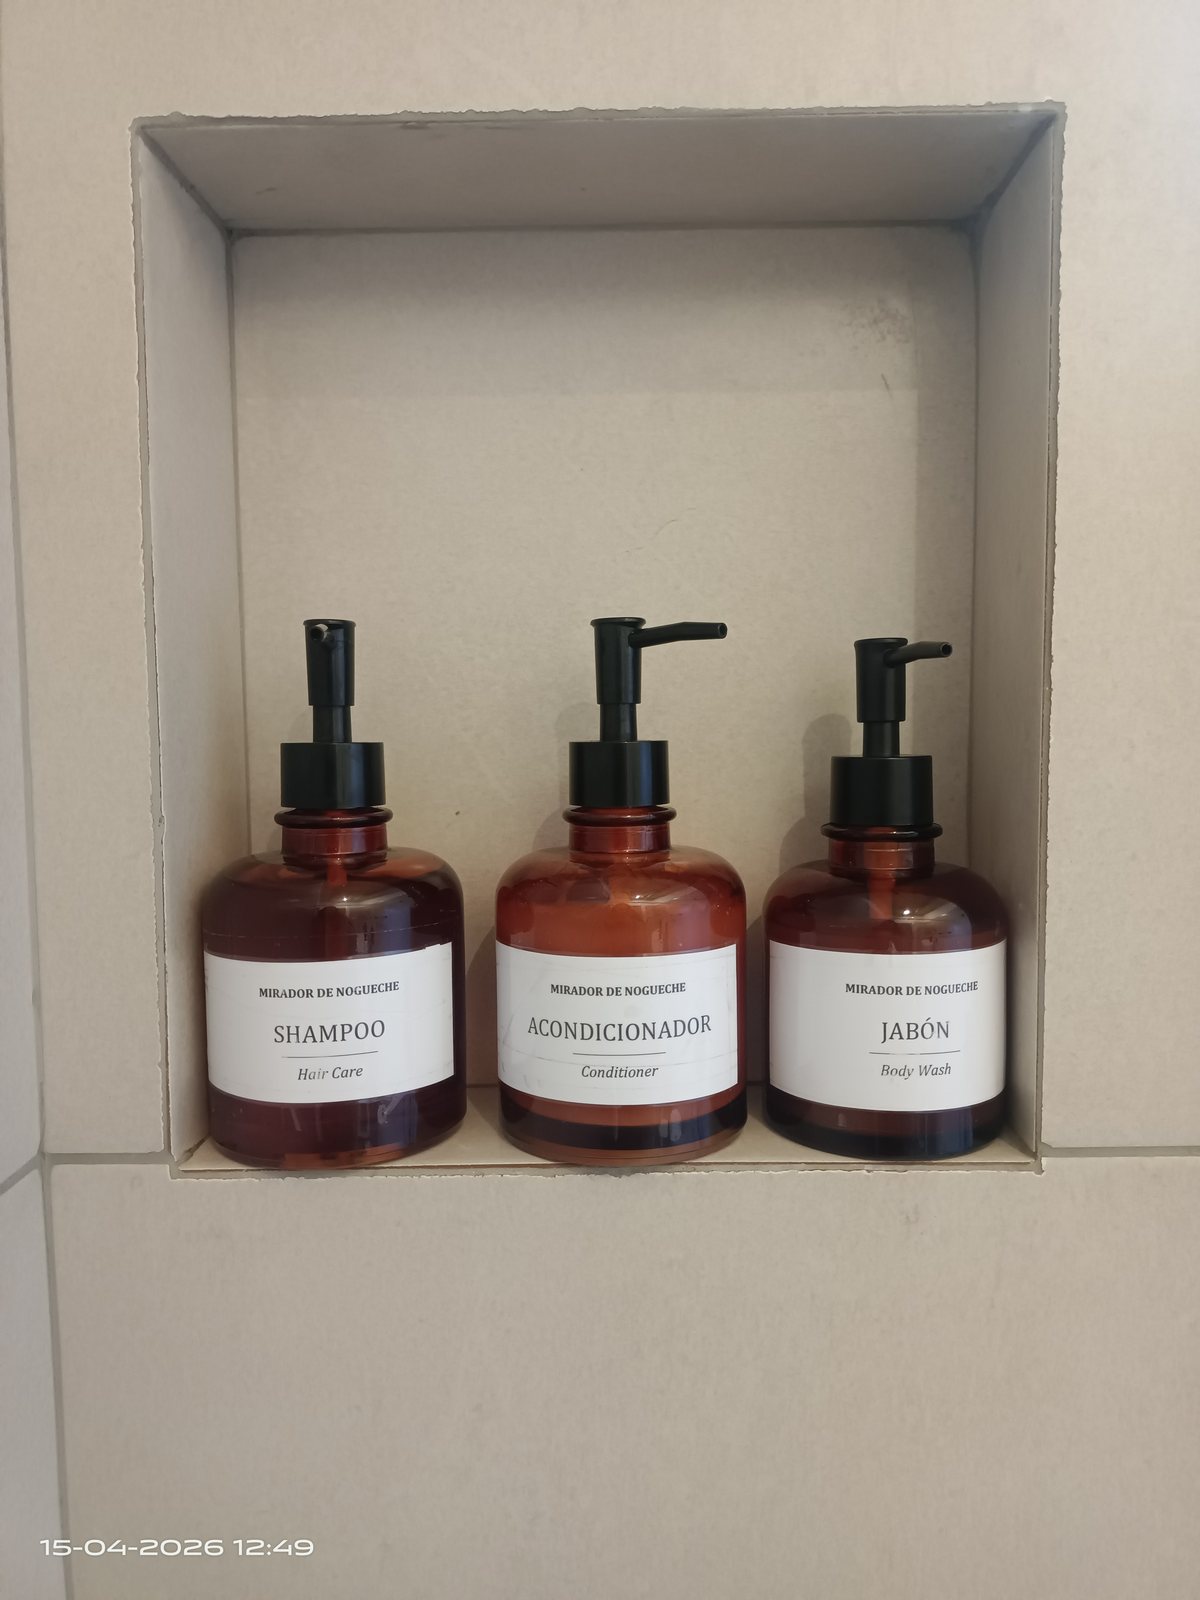 MIRADOR DE NOGUECHE
SHAMPOO
Hair Care
MIRADOR DE NOGUECHE
ACONDICIONADOR
Conditioner
MIRADOR DE NOGUECHE
JABÓN
Body Wash
15-04-2026 12:49